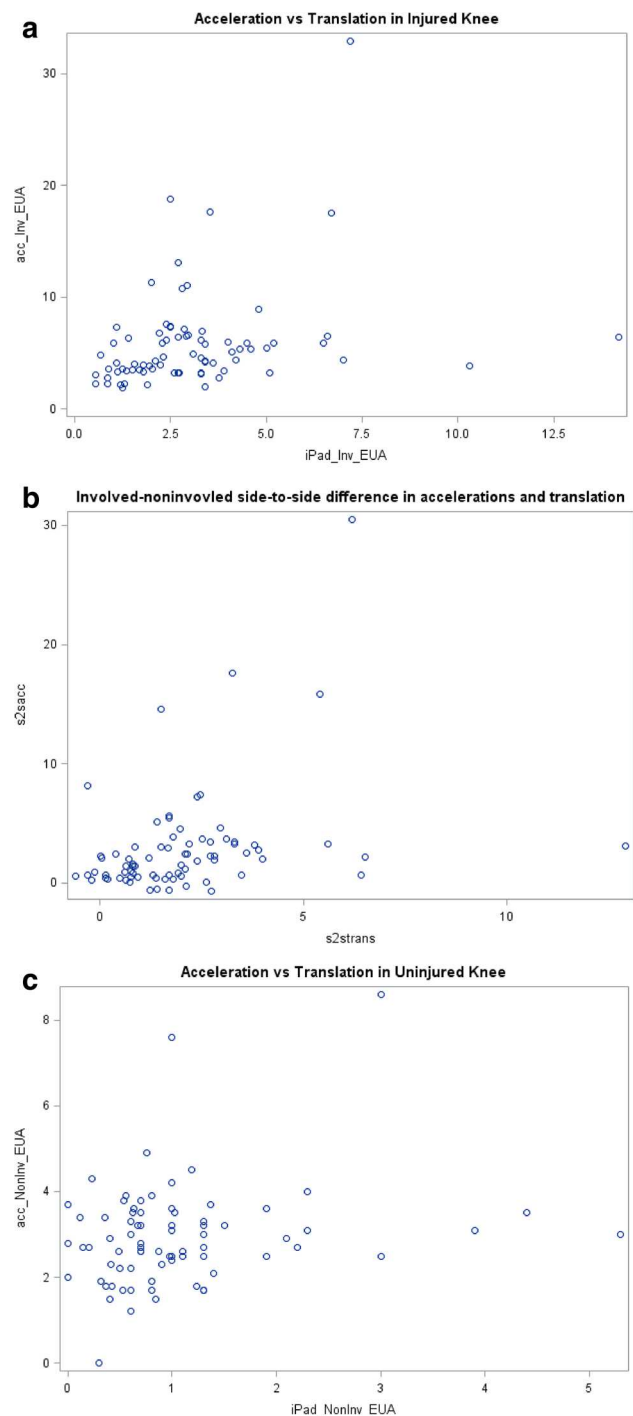 a
Acceleration vs Translation in Injured Knee
30
20
10
0
acc_Inv_EUA
0.0 2.5 5.0 7.5 10.0 12.5
iPad_Inv_EUA
b
Involved-noninvovled side-to-side difference in accelerations and translation
30
20
10
0
s2sacc
0 5 10
s2strans
c
Acceleration vs Translation in Uninjured Knee
8
6
4
2
0
acc_NonInv_EUA
0 1 2 3 4 5
iPad_NonInv_EUA